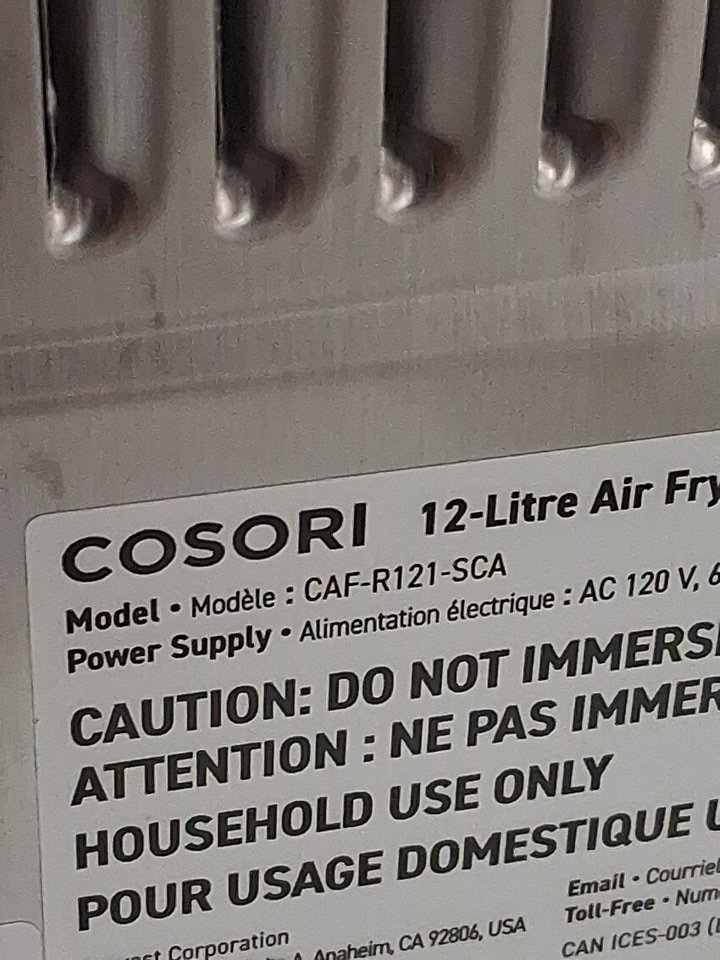 COSORI 12-Litre Air Fry
Model • Modèle : CAF-R121-SCA
Power Supply • Alimentation électrique : AC 120 V, 6
CAUTION: DO NOT IMMERS
ATTENTION : NE PAS IMMER
HOUSEHOLD USE ONLY
POUR USAGE DOMESTIQUE U
Email • Courriel
Toll-Free • Num
Corporation
Anaheim, CA 92806, USA
CAN ICES-003 (